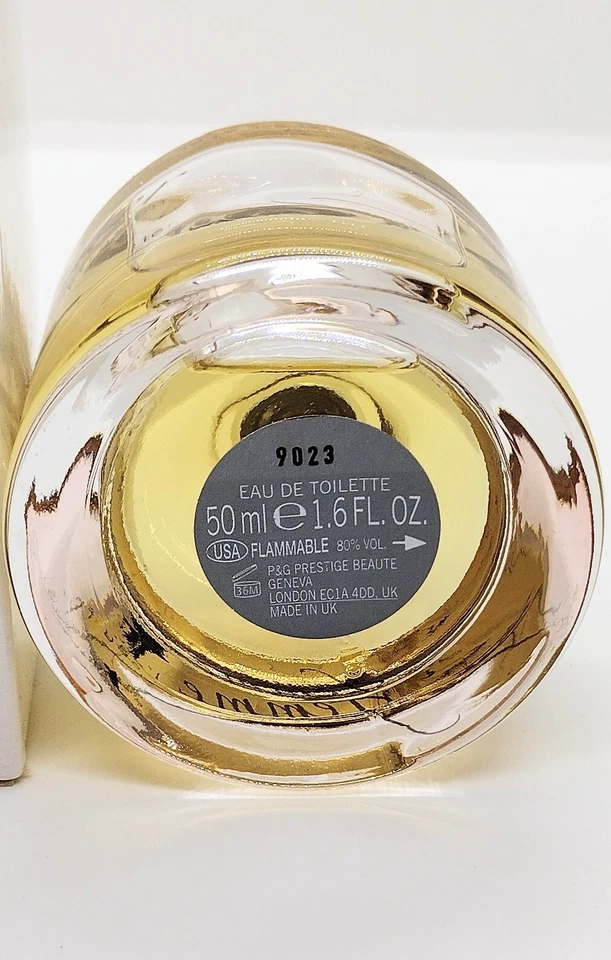 9023
EAU DE TOILETTE
50 ml e 1.6 FL. OZ.
USA FLAMMABLE 80% VOL.
36M
P&G PRESTIGE BEAUTE
GENEVA
LONDON EC1A 4DD, UK
MADE IN UK